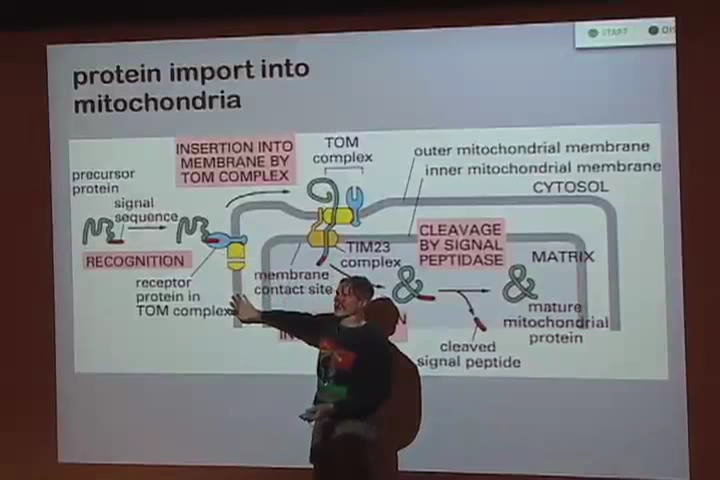 START
protein import into
mitochondria
INSERTION INTO
MEMBRANE BY
TOM COMPLEX
TOM
complex
outer mitochondrial membrane
inner mitochondrial membrane
CYTOSOL
precursor
protein
signal
sequence
RECOGNITION
receptor
protein in
TOM complex
membrane
contact site
TIM23
complex
CLEAVAGE
BY SIGNAL
PEPTIDASE
MATRIX
mature
mitochondrial
protein
cleaved
signal peptide